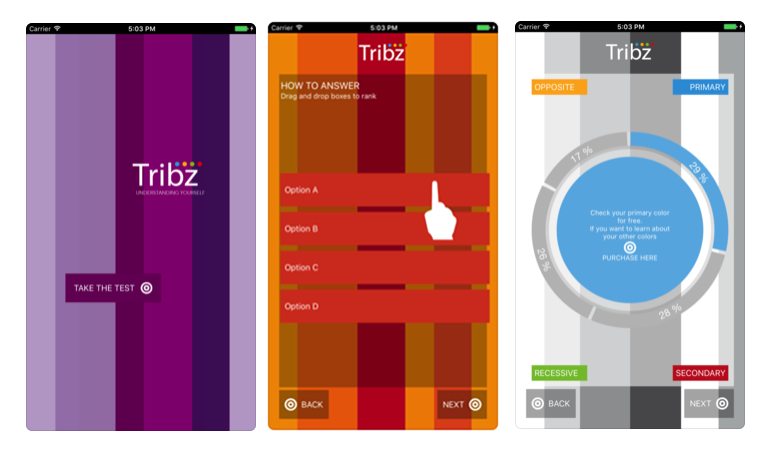 Carrier 5:03 PM
Tribz
UNDERSTANDING YOURSELF
TAKE THE TEST
Carrier 5:03 PM
Tribz
HOW TO ANSWER
Drag and drop boxes to rank
Option A
Option B
Option C
Option D
BACK
NEXT
Carrier 5:03 PM
Tribz
OPPOSITE
PRIMARY
17 %
29 %
Check your primary color
for free.
If you want to learn about
your other colors
PURCHASE HERE
26 %
28 %
RECESSIVE
SECONDARY
BACK
NEXT